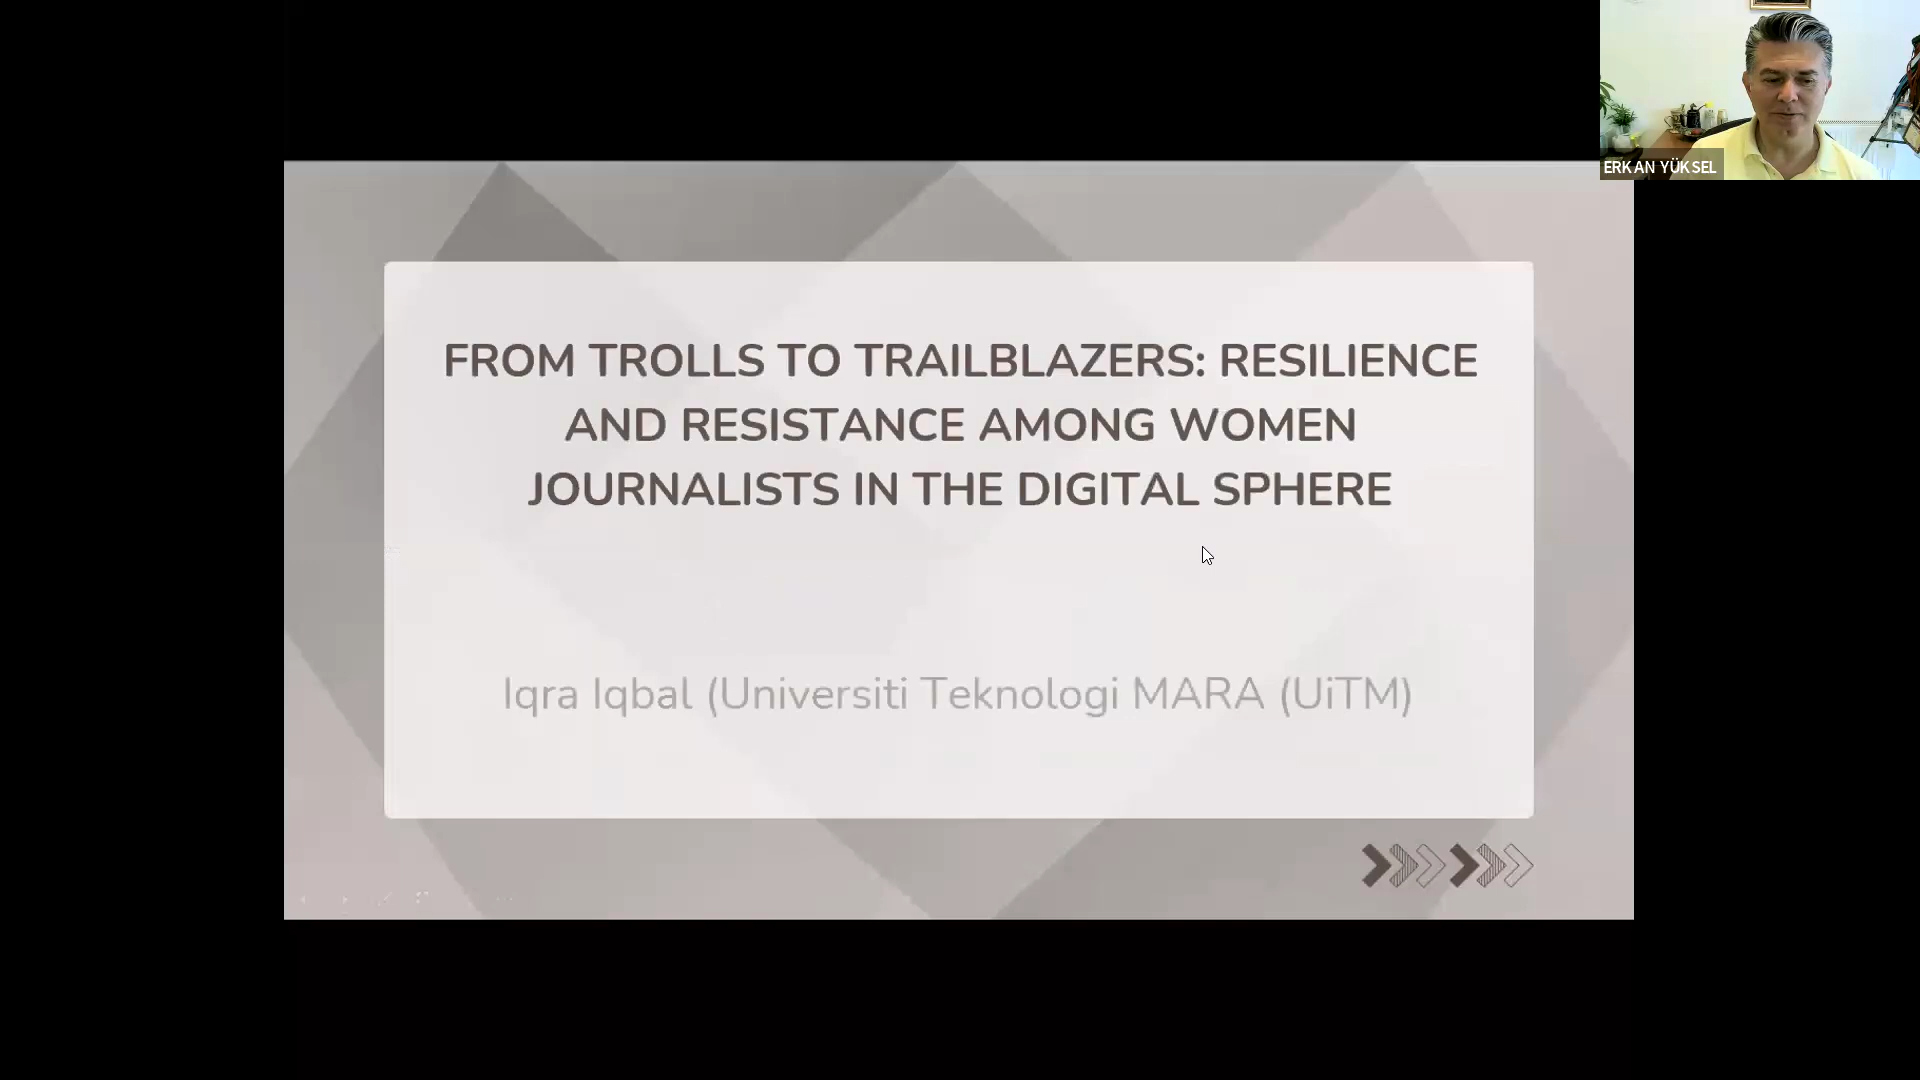 ERKAN YÜKSEL
FROM TROLLS TO TRAILBLAZERS: RESILIENCE
AND RESISTANCE AMONG WOMEN
JOURNALISTS IN THE DIGITAL SPHERE
Iqra Iqbal (Universiti Teknologi MARA (UiTM)